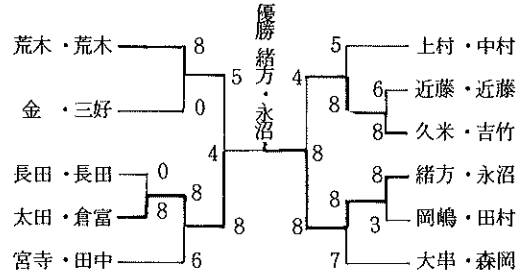 優勝 緒方・永沼
荒木・荒木 8
金・三好 0
5
長田・長田 0
太田・倉富 8
8
宮寺・田中 6
8
4
5 上村・中村
6 近藤・近藤
8 久米・吉竹
8
4
8 緒方・永沼
3 岡嶋・田村
8
7 大串・森岡
8
8